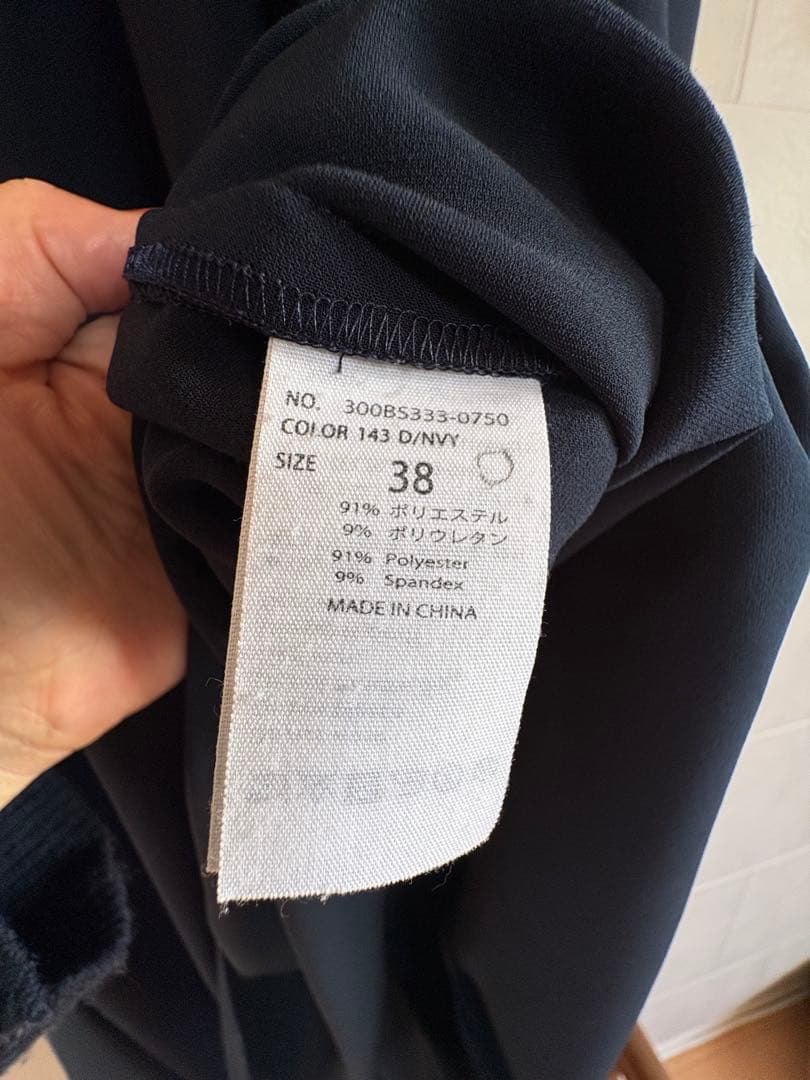 NO. 300BS333-0750
COLOR 143 D/NVY
SIZE 38
91% ポリエステル
9% ポリウレタン
91% Polyester
9% Spandex
MADE IN CHINA